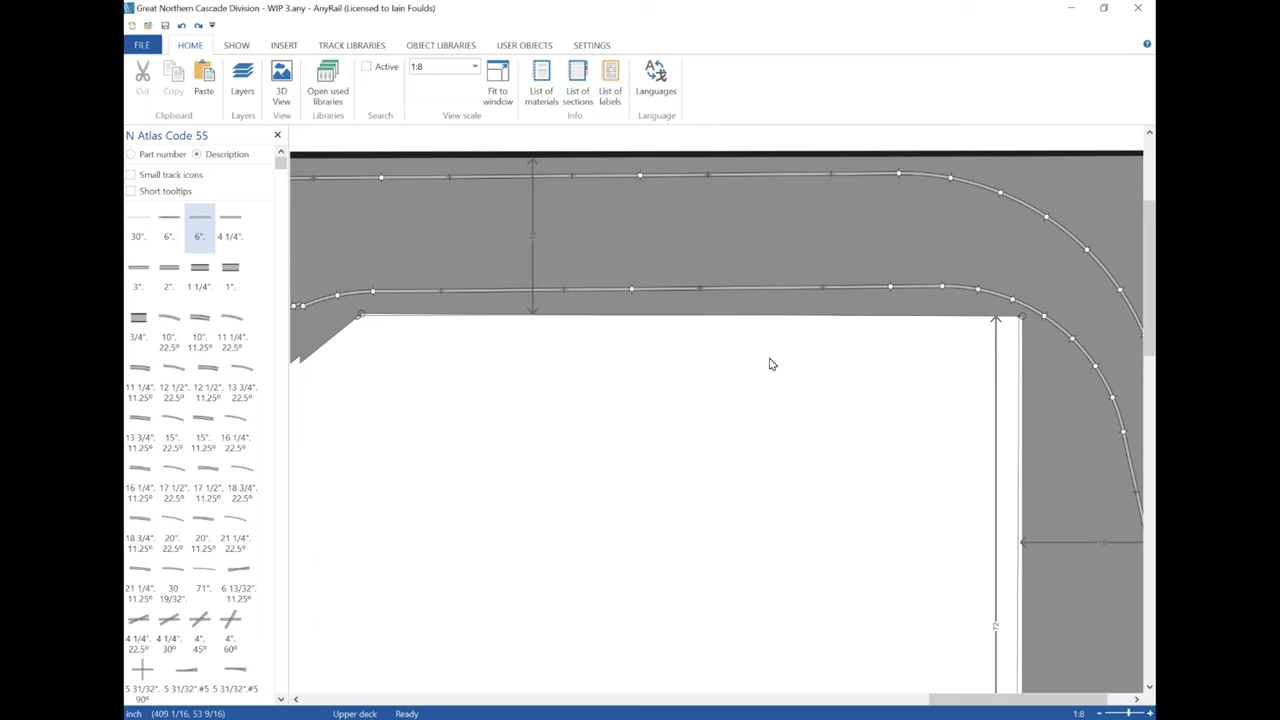 Great Northern Cascade Division - WIP 3.any - AnyRail (Licensed to Iain Foulds)
FILE HOME SHOW INSERT TRACK LIBRARIES OBJECT LIBRARIES USER OBJECTS SETTINGS
Active 1:8
Cut Copy Paste Layers 3D Open used Fit to List of List of List of Languages
View libraries window materials sections labels
Clipboard Layers View Libraries Search View scale Info Language
N Atlas Code 55
Part number Description
Small track icons
Short tooltips
30". 6". 6". 4 1/4".
3". 2". 1 1/4". 1".
3/4". 10". 10". 11 1/4".
22.5º 11.25º 22.5º
11 1/4". 12 1/2". 12 1/2". 13 3/4".
11.25º 22.5º 11.25º 22.5º
13 3/4". 15". 15". 16 1/4".
11.25º 22.5º 11.25º 22.5º
16 1/4". 17 1/2". 17 1/2". 18 3/4".
11.25º 22.5º 11.25º 22.5º
18 3/4". 20". 20". 21 1/4".
11.25º 22.5º 11.25º 22.5º
21 1/4". 30 71". 6 13/32".
11.25º 19/32". 11.25º
4 1/4". 4 1/4". 4". 4".
22.5º 30º 45º 60º
5 31/32". 5 31/32".#5 5 31/32".#5
90º
72
inch (409 1/16, 53 9/16) Upper deck Ready 1:8